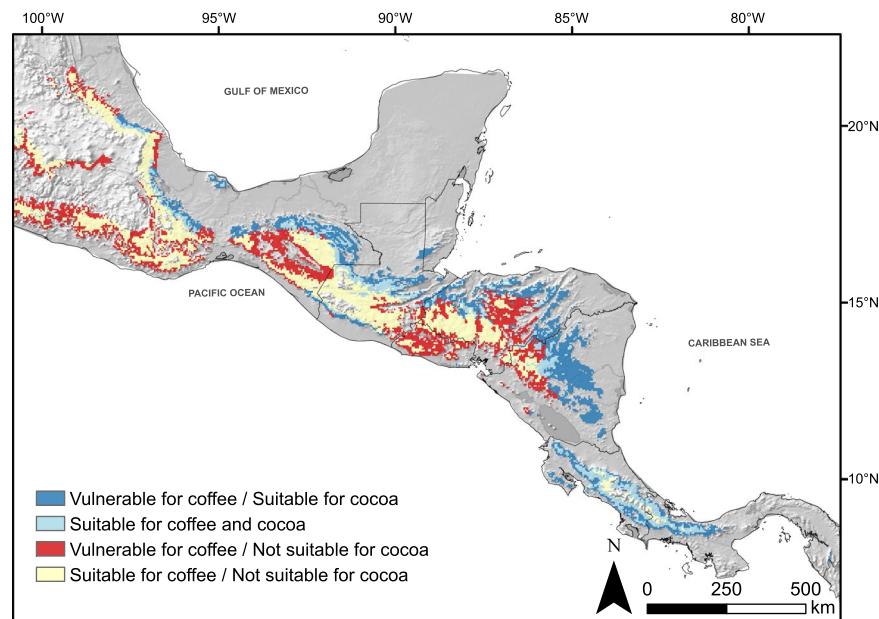 100°W 95°W 90°W 85°W 80°W
GULF OF MEXICO
20°N
PACIFIC OCEAN
15°N
CARIBBEAN SEA
10°N
Vulnerable for coffee / Suitable for cocoa
Suitable for coffee and cocoa
Vulnerable for coffee / Not suitable for cocoa
Suitable for coffee / Not suitable for cocoa
N
0 250 500
km